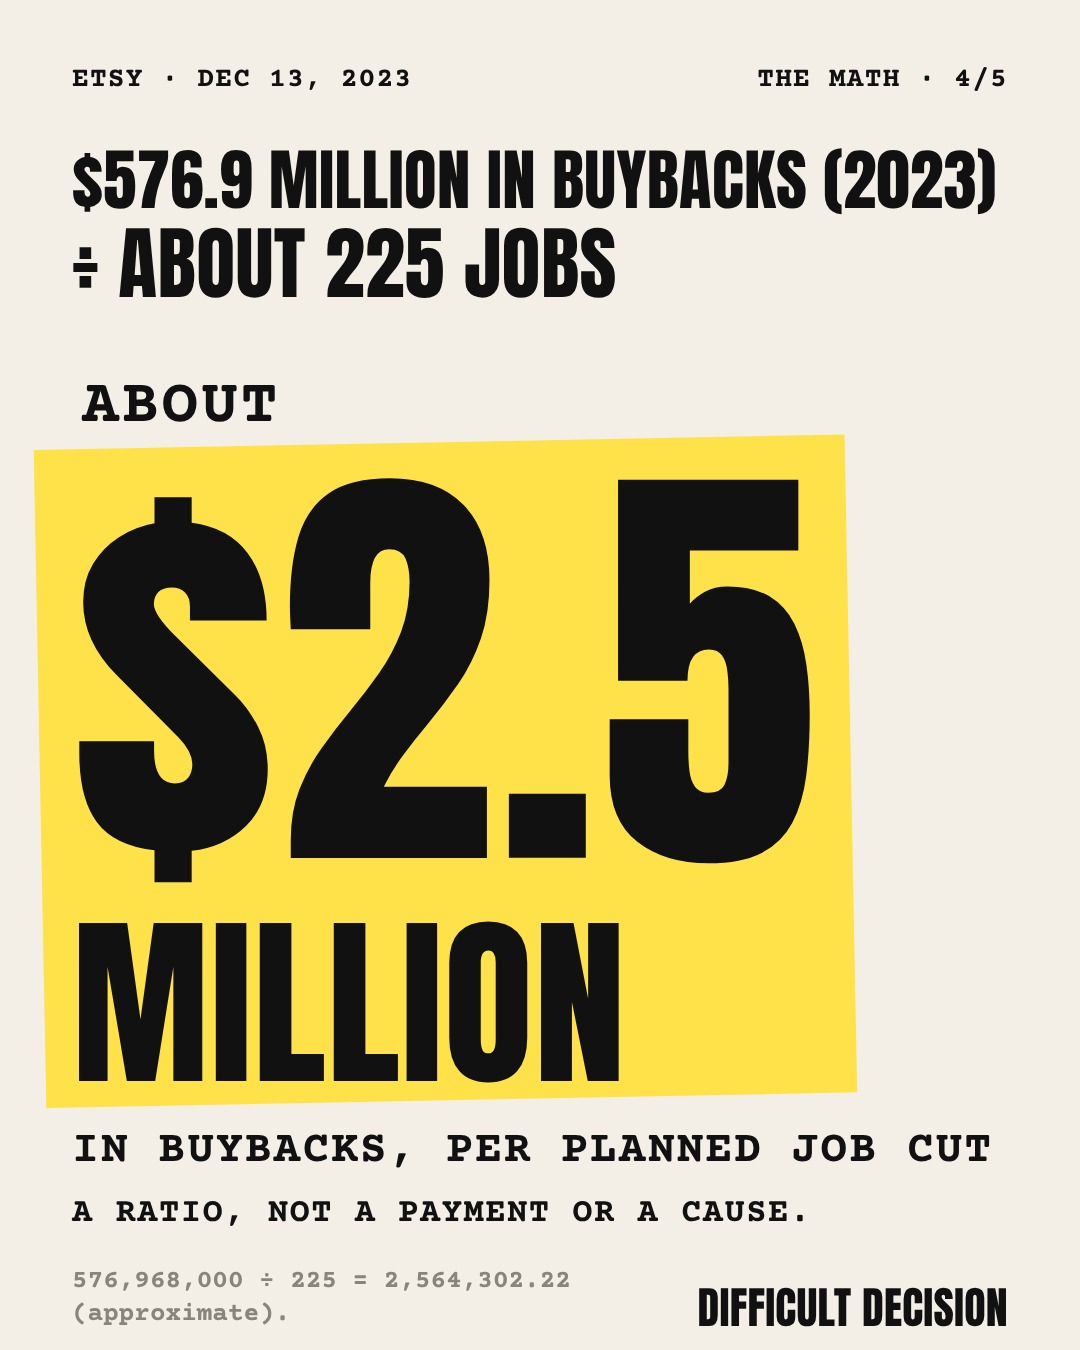 ETSY · DEC 13, 2023
THE MATH · 4/5
$576.9 MILLION IN BUYBACKS (2023)
÷ ABOUT 225 JOBS
ABOUT
$2.5
MILLION
IN BUYBACKS, PER PLANNED JOB CUT
A RATIO, NOT A PAYMENT OR A CAUSE.
576,968,000 ÷ 225 = 2,564,302.22
(approximate).
DIFFICULT DECISION